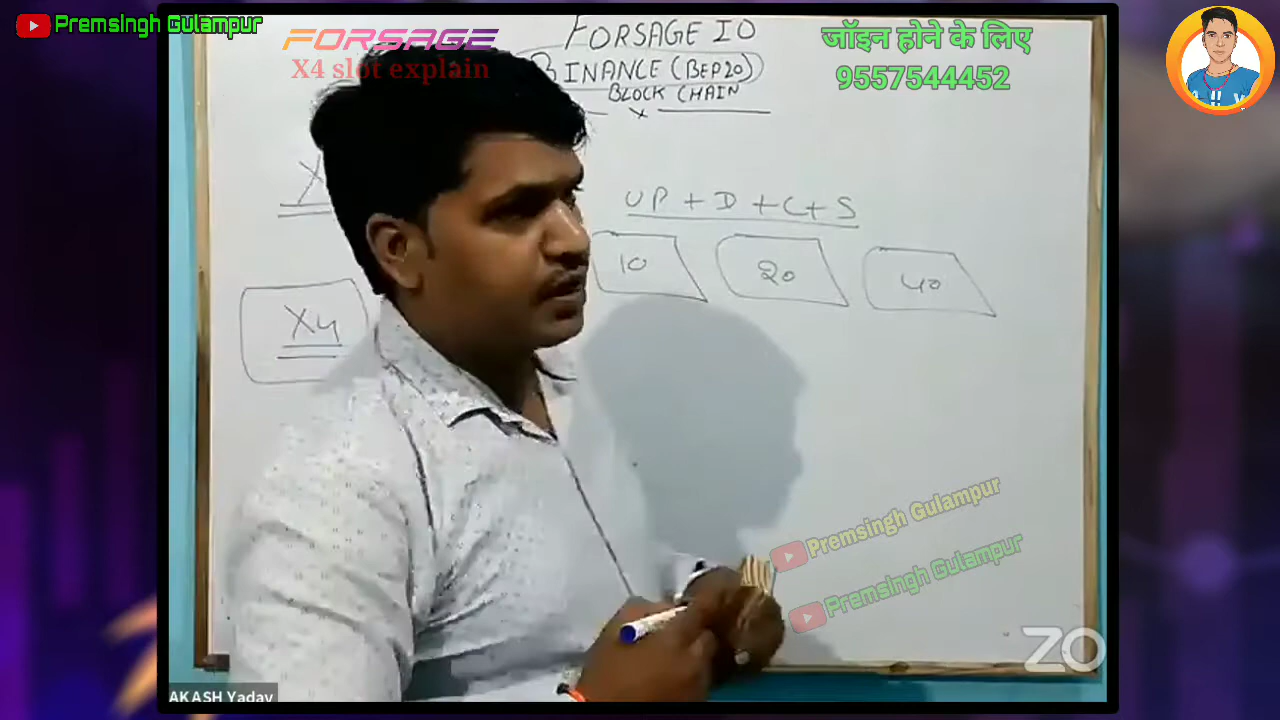 Premsingh Gulampur
FORSAGE
X4 slot explain
जॉइन होने के लिए
9557544452
FORSAGE IO
BINANCE (BEP20)
BLOCK CHAIN
X
UP + D + C + S
10
20
40
X4
Premsingh Gulampur
Premsingh Gulampur
ZO
AKASH Yadav